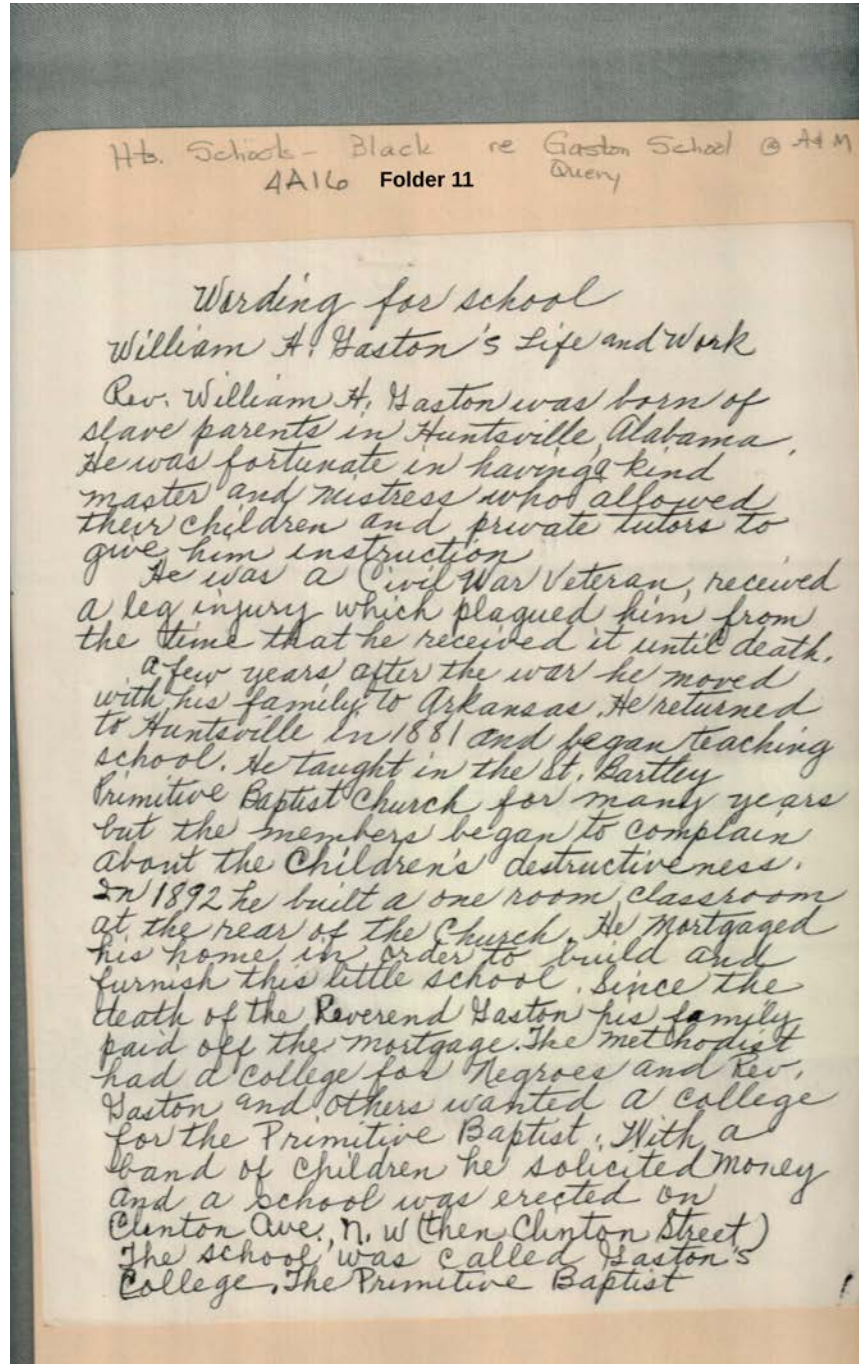 Hts. Schools - Black re Gaston School @ A&M
Query
4A16 Folder 11
Wording for school
William H. Gaston's Life and Work
Rev. William H. Gaston was born of
slave parents in Huntsville, Alabama.
He was fortunate in having a kind
master and mistress who allowed
their children and private tutors to
give him instruction
He was a Civil War Veteran, received
a leg injury which plagued him from
the time that he received it until death.
A few years after the war he moved
with his family to Arkansas. He returned
to Huntsville in 1881 and began teaching
school. He taught in the St. Bartley
Primitive Baptist Church for many years
but the members began to complain
about the Children's destructiveness.
In 1892 he built a one room classroom
at the rear of the Church. He Mortgaged
his home in order to build and
furnish this little school. Since the
death of the Reverend Gaston his family
paid off the mortgage. The Methodist
had a college for Negroes and Rev.
Gaston and others wanted a college
for the Primitive Baptist. With a
band of children he solicited money
and a school was erected on
Clinton Ave., N. W (then Clinton Street)
The school was called Gaston's
College. The Primitive Baptist
1